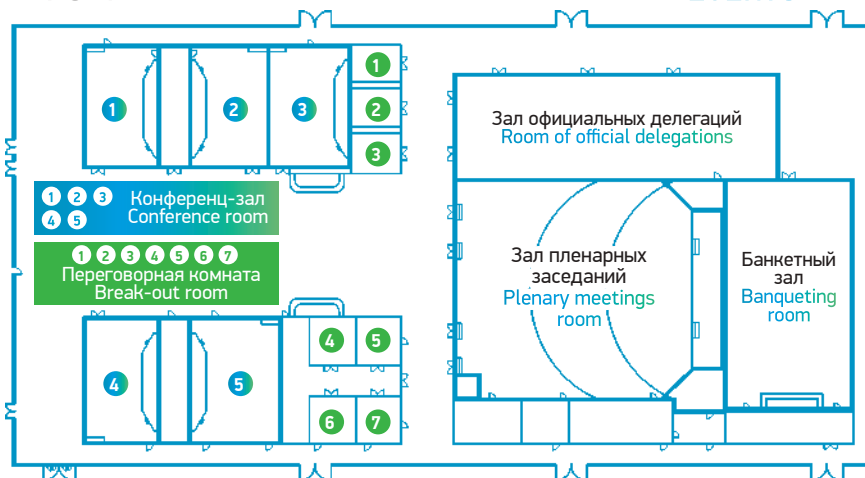 1
2
3
1
2
3
Зал официальных делегаций
Room of official delegations
1 2 3 Конференц-зал
4 5 Conference room
1 2 3 4 5 6 7
Переговорная комната
Break-out room
Зал пленарных
заседаний
Plenary meetings
room
Банкетный
зал
Banqueting
room
4
5
4
5
6
7